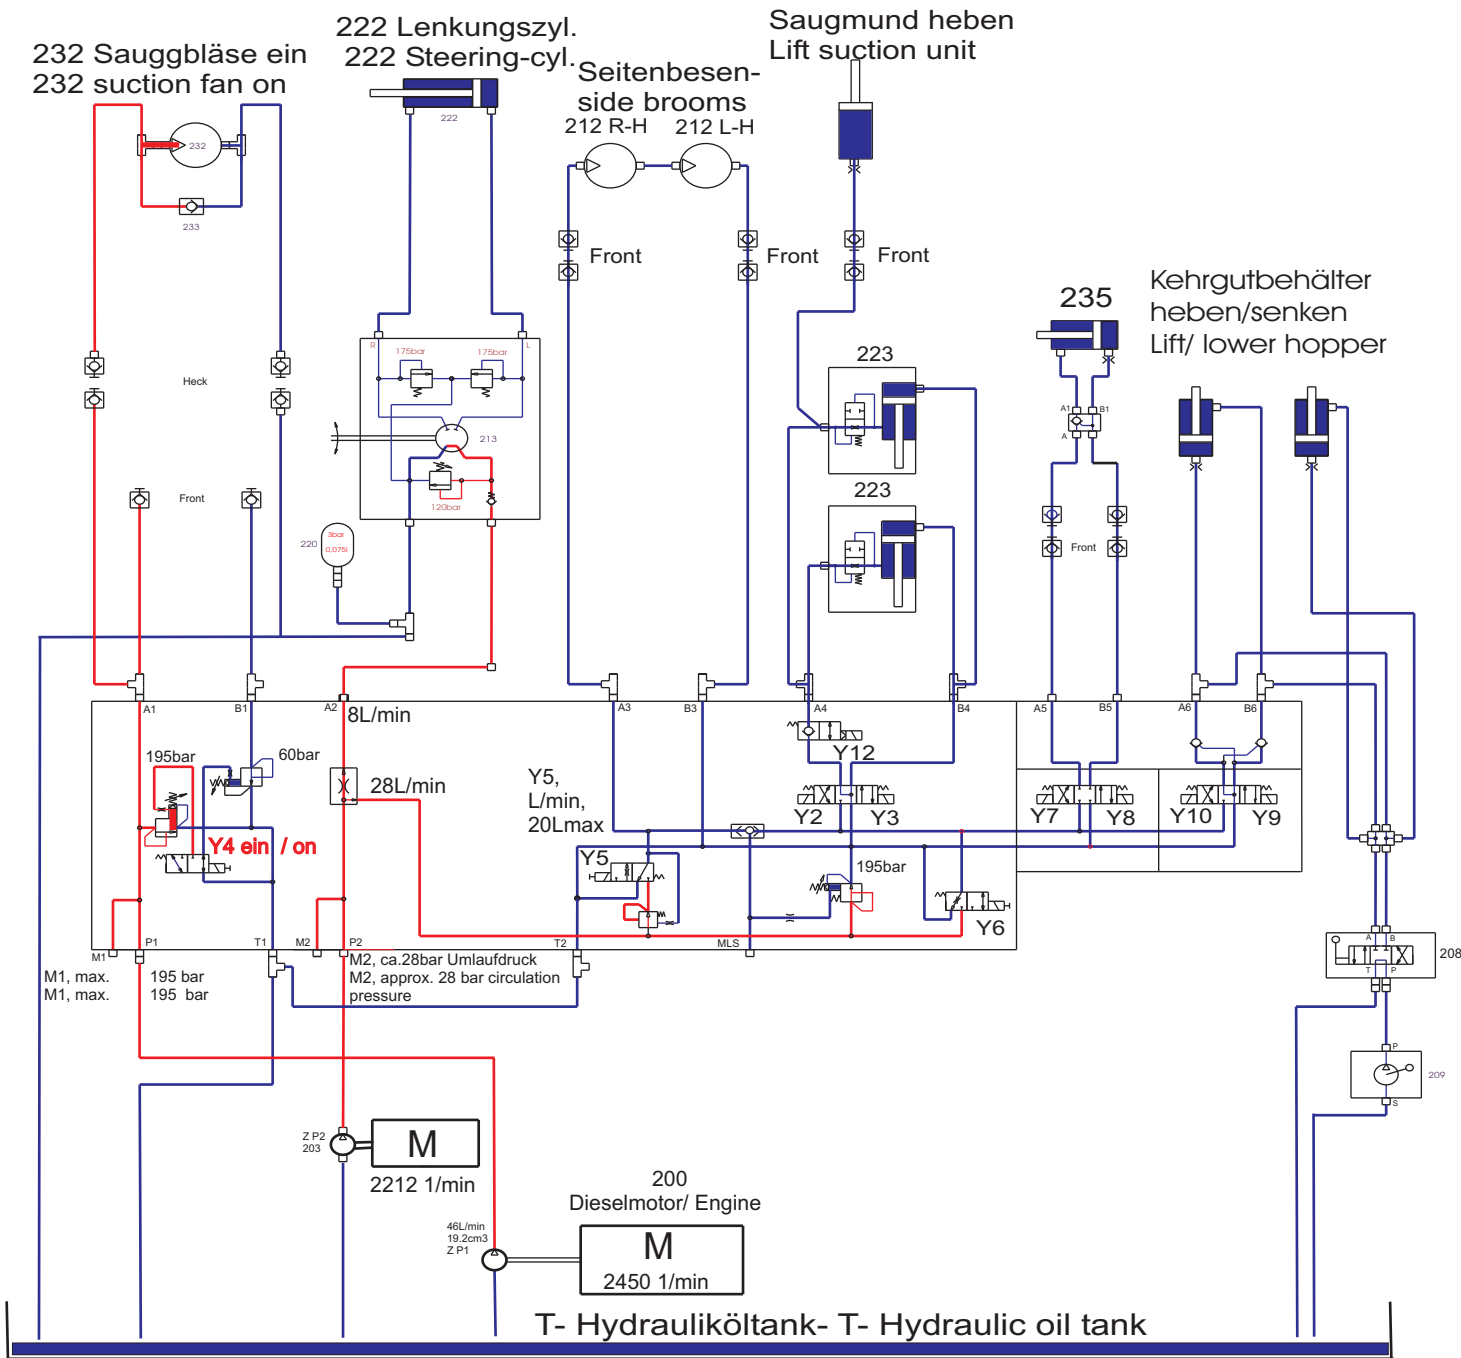 232 Sauggbläse ein
232 suction fan on
222 Lenkungszyl.
222 Steering-cyl.
Seitenbesen-
side brooms
212 R-H
212 L-H
Saugmund heben
Lift suction unit
232
233
222
Front
Front
Front
235
Kehrgutbehälter
heben/senken
Lift/ lower hopper
R
L
175bar
175bar
213
120bar
Heck
Front
220
3bar
0,075l
223
223
A1
B1
A
Front
A1
B1
A2
A3
B3
A4
B4
A5
B5
A6
B6
8L/min
195bar
60bar
28L/min
Y5,
L/min,
20Lmax
Y12
Y2
Y3
Y7
Y8
Y10
Y9
Y4 ein / on
Y5
195bar
Y6
M1
P1
T1
M2
P2
T2
MLS
M1, max.
195 bar
M1, max.
195 bar
M2, ca.28bar Umlaufdruck
M2, approx. 28 bar circulation
pressure
A
B
T
P
208
P
209
S
Z P2
203
M
2212 1/min
200
Dieselmotor/ Engine
46L/min
19.2cm3
Z P1
M
2450 1/min
T- Hydrauliköltank- T- Hydraulic oil tank